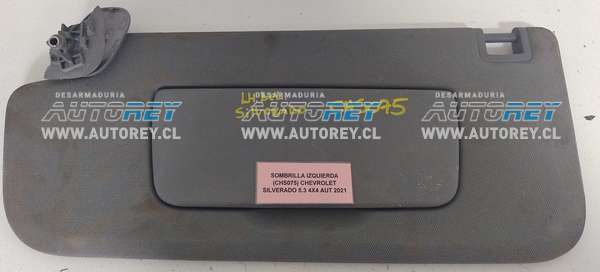 DESARMADURIA DESARMADURIA DESARMADURIA
AUTOREY AUTOREY AUTOREY
WWW.AUTOREY.CL WWW.AUTOREY.CL WWW.AUTOREY.CL
SOMBRILLA IZQUIERDA
(CHS075) CHEVROLET
SILVERADO 5.3 4X4 AUT 2021